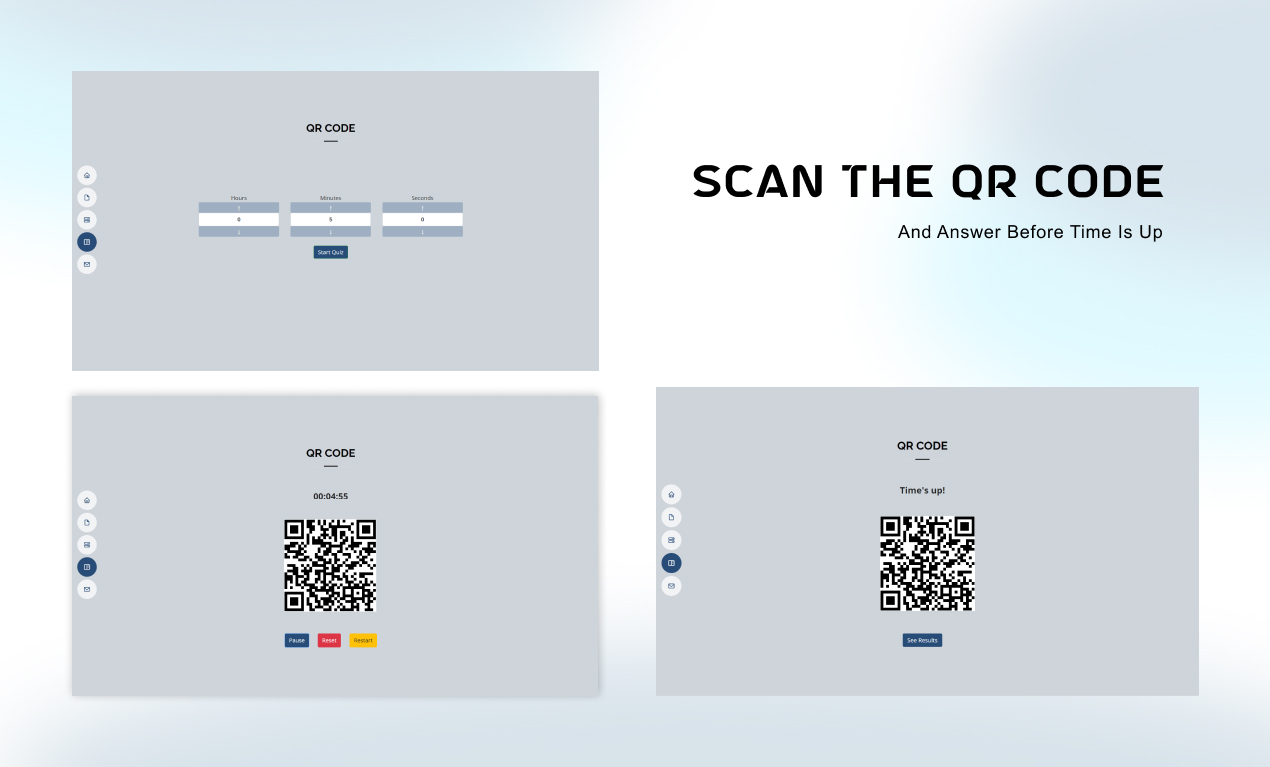 QR CODE
Hours Minutes Seconds
↑ ↑ ↑
0 5 0
↓ ↓ ↓
Start Quiz
SCAN THE QR CODE
And Answer Before Time Is Up
QR CODE
00:04:55
Pause Reset Restart
QR CODE
Time's up!
See Results